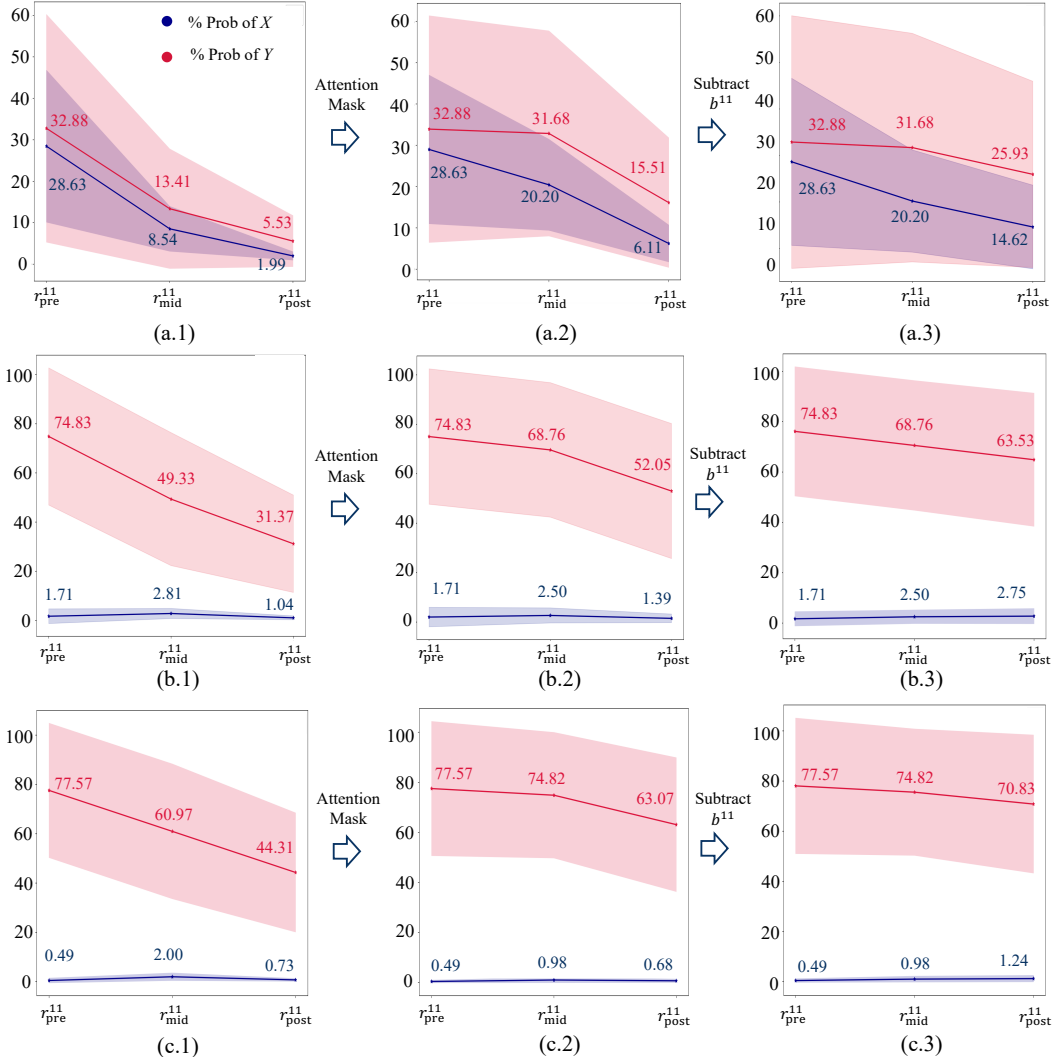 60
50
40
30
20
10
0
% Prob of X
% Prob of Y
32.88
28.63
13.41
8.54
5.53
1.99
r^11_pre
r^11_mid
r^11_post
(a.1)
Attention
Mask
60
50
40
30
20
10
0
32.88
28.63
31.68
20.20
15.51
6.11
r^11_pre
r^11_mid
r^11_post
(a.2)
Subtract
b^11
60
50
40
30
20
10
0
32.88
28.63
31.68
20.20
25.93
14.62
r^11_pre
r^11_mid
r^11_post
(a.3)
100
80
60
40
20
0
74.83
49.33
31.37
1.71
2.81
1.04
r^11_pre
r^11_mid
r^11_post
(b.1)
Attention
Mask
100
80
60
40
20
0
74.83
68.76
52.05
1.71
2.50
1.39
r^11_pre
r^11_mid
r^11_post
(b.2)
Subtract
b^11
100
80
60
40
20
0
74.83
68.76
63.53
1.71
2.50
2.75
r^11_pre
r^11_mid
r^11_post
(b.3)
100
80
60
40
20
0
77.57
60.97
44.31
0.49
2.00
0.73
r^11_pre
r^11_mid
r^11_post
(c.1)
Attention
Mask
100
80
60
40
20
0
77.57
74.82
63.07
0.49
0.98
0.68
r^11_pre
r^11_mid
r^11_post
(c.2)
Subtract
b^11
100
80
60
40
20
0
77.57
74.82
70.83
0.49
0.98
1.24
r^11_pre
r^11_mid
r^11_post
(c.3)